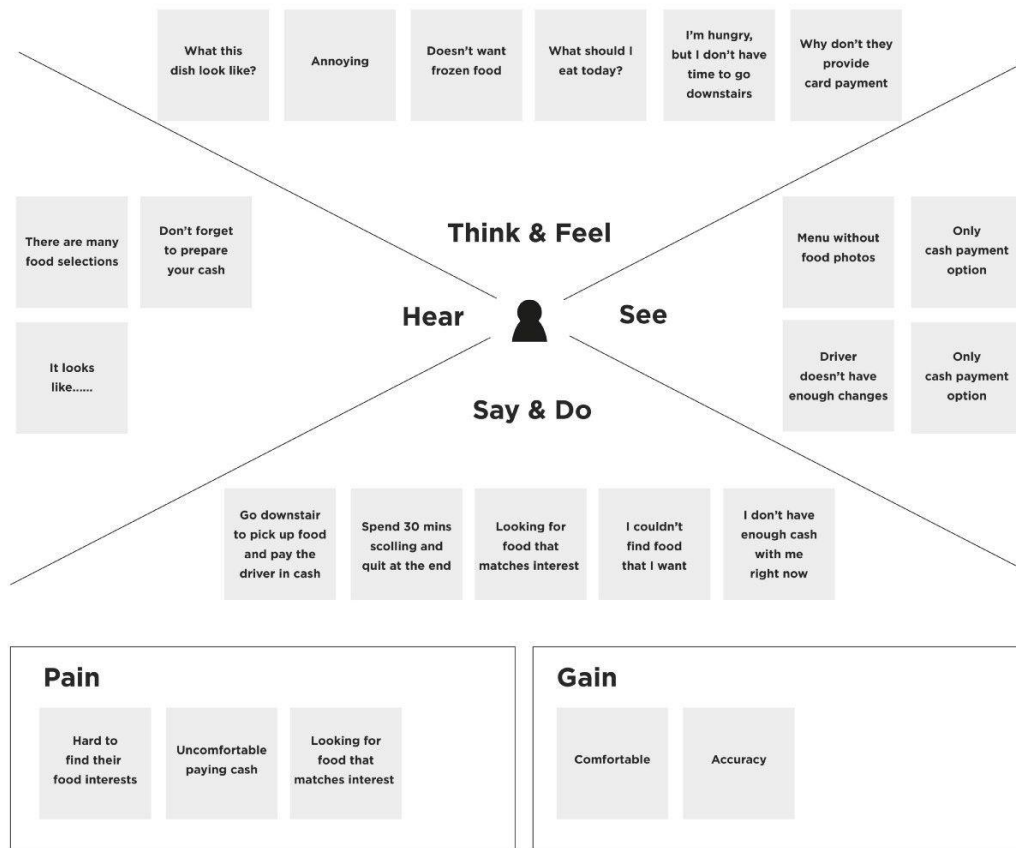 What this
dish look like?
Annoying
Doesn't want
frozen food
What should I
eat today?
I'm hungry,
but I don't have
time to go
downstairs
Why don't they
provide
card payment
Think & Feel
There are many
food selections
Don't forget
to prepare
your cash
It looks
like......
Hear
See
Menu without
food photos
Only
cash payment
option
Driver
doesn't have
enough changes
Only
cash payment
option
Say & Do
Go downstair
to pick up food
and pay the
driver in cash
Spend 30 mins
scolling and
quit at the end
Looking for
food that
matches interest
I couldn't
find food
that I want
I don't have
enough cash
with me
right now
Pain
Hard to
find their
food interests
Uncomfortable
paying cash
Looking for
food that
matches interest
Gain
Comfortable
Accuracy